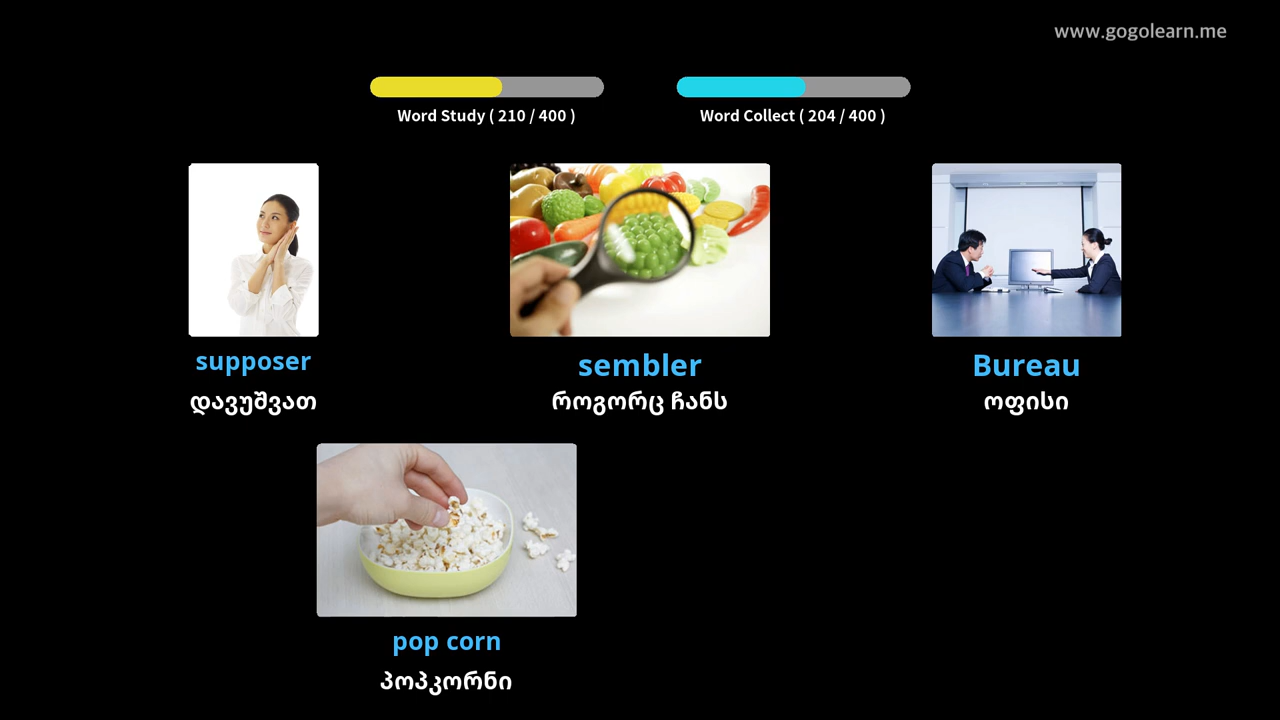 www.gogolearn.me
Word Study ( 210 / 400 )
Word Collect ( 204 / 400 )
supposer
sembler
Bureau
დავუშვათ
როგორც ჩანს
ოფისი
pop corn
პოპკორნი